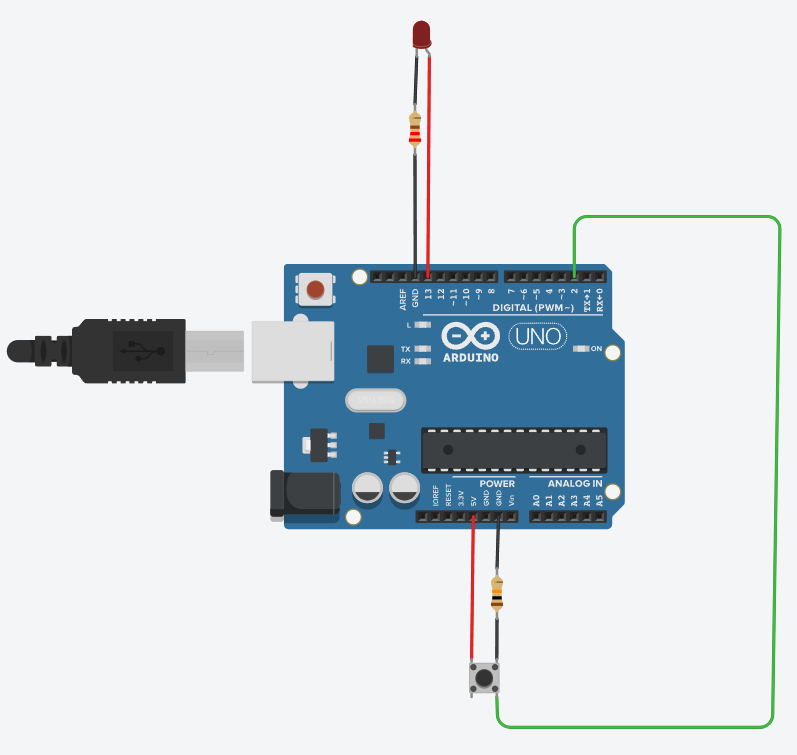 AREF
GND
13
12
~11
~10
~9
8
7
~6
~5
4
~3
2
TX→1
RX←0
DIGITAL (PWM~)
L
TX
RX
ARDUINO
UNO
ON
IOREF
RESET
3.3V
5V
GND
GND
Vin
POWER
A0
A1
A2
A3
A4
A5
ANALOG IN